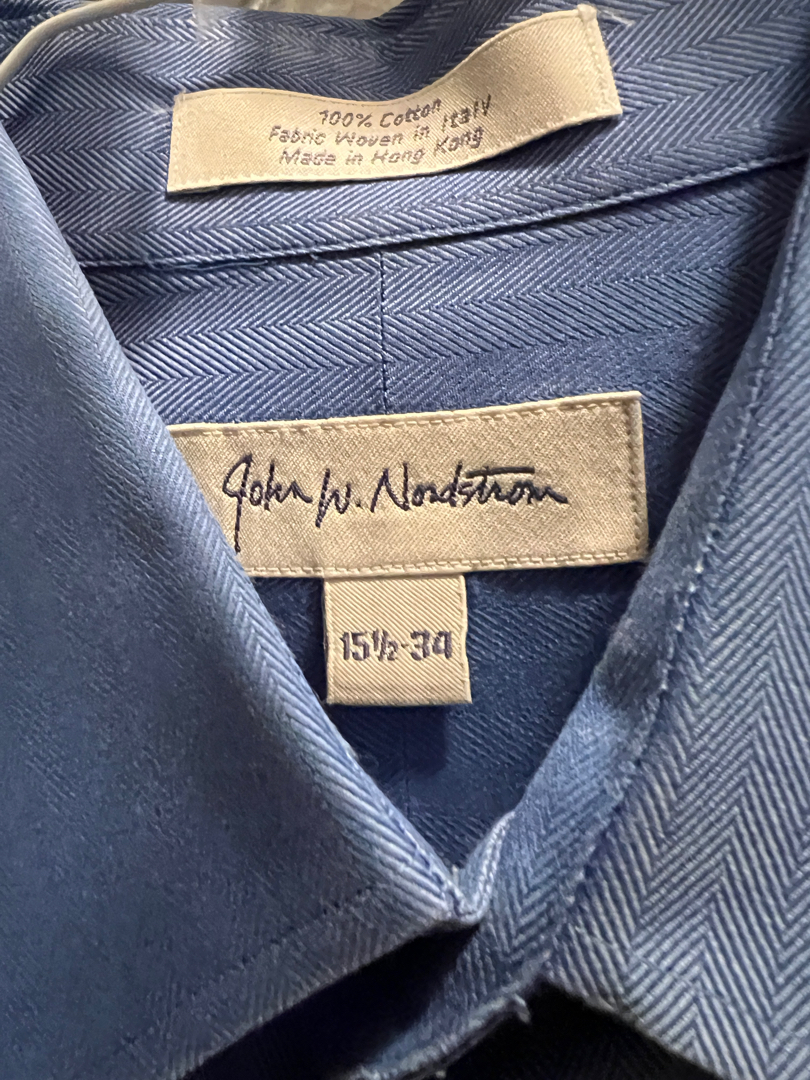 100% Cotton
Fabric Woven in Italy
Made in Hong Kong
John W. Nordstrom
15½-34